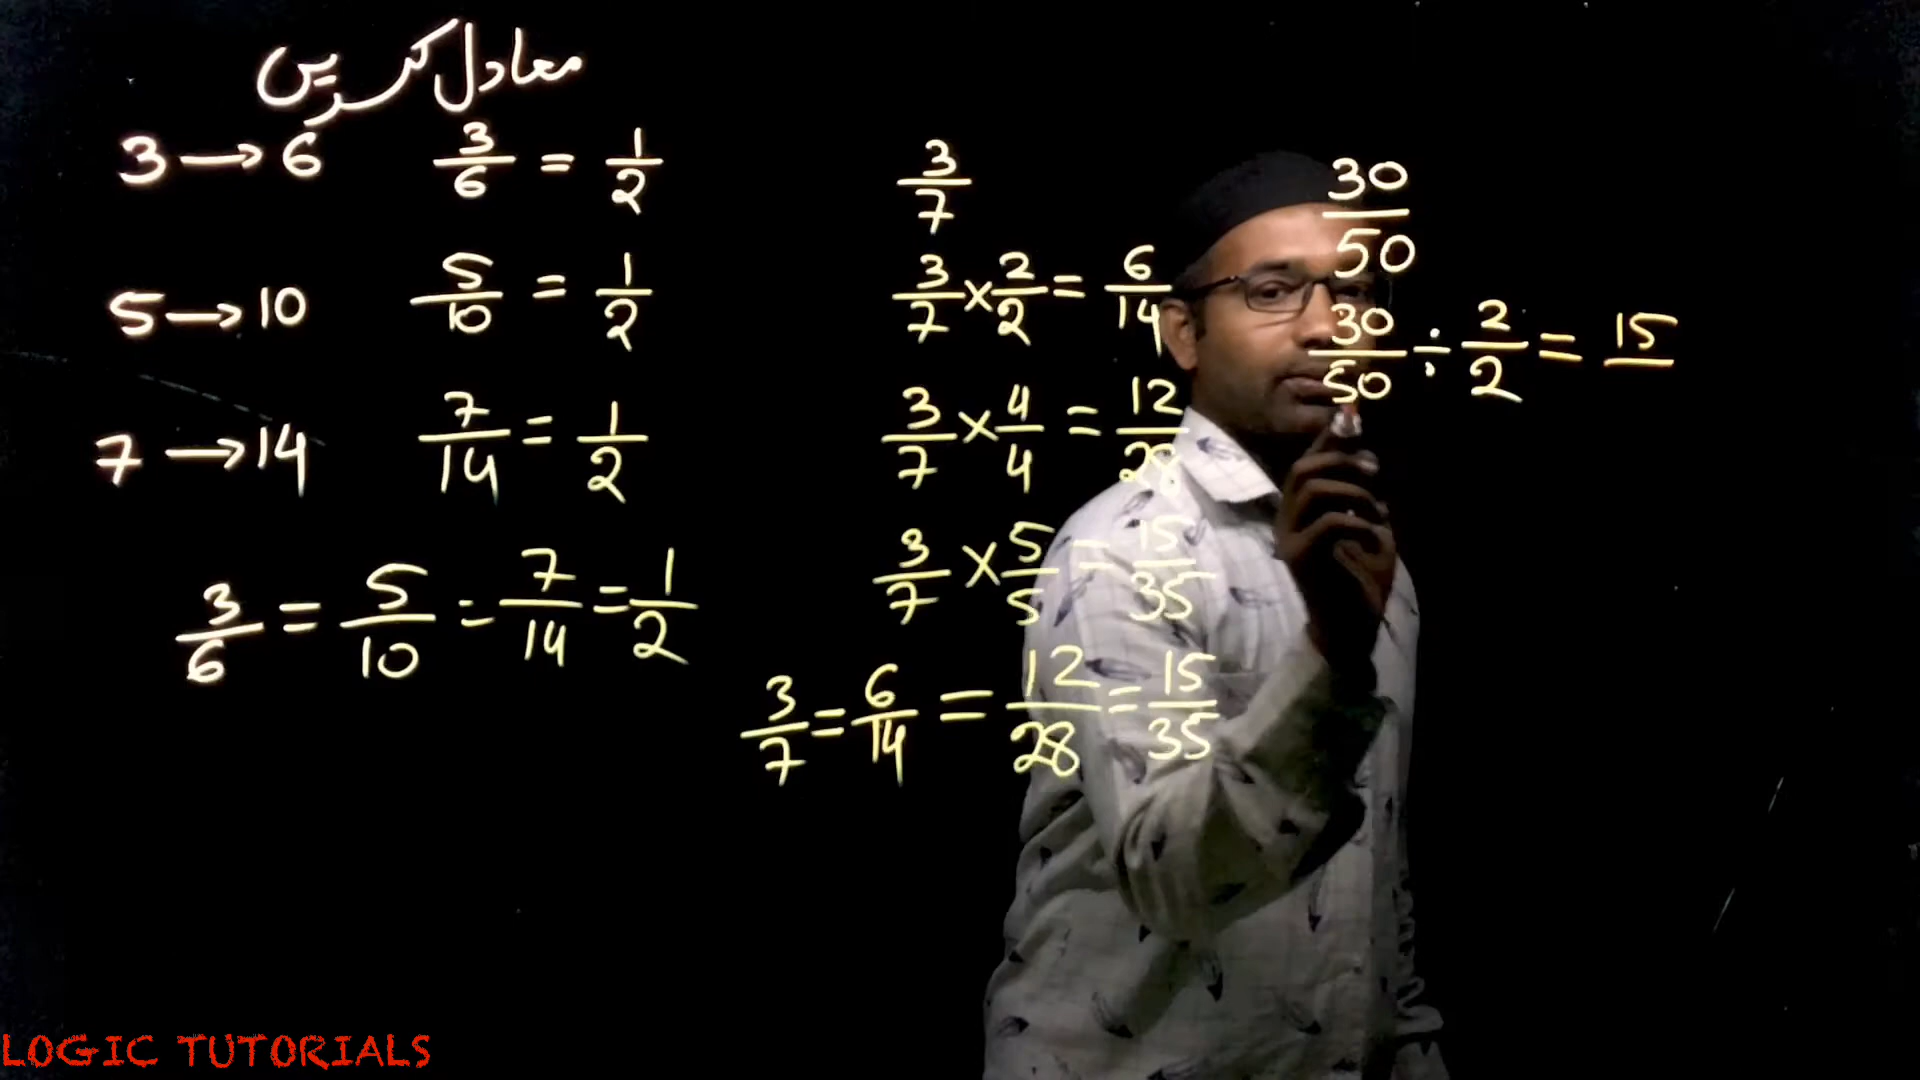 معادل کسریں
3 → 6 3/6 = 1/2
5 → 10 5/10 = 1/2
7 → 14 7/14 = 1/2
3/6 = 5/10 = 7/14 = 1/2
3/7
3/7 × 2/2 = 6/14
3/7 × 4/4 = 12/28
3/7 × 5/5 = 15/35
3/7 = 6/14 = 12/28 = 15/35
30/50
30/50 ÷ 2/2 = 15/
LOGIC TUTORIALS